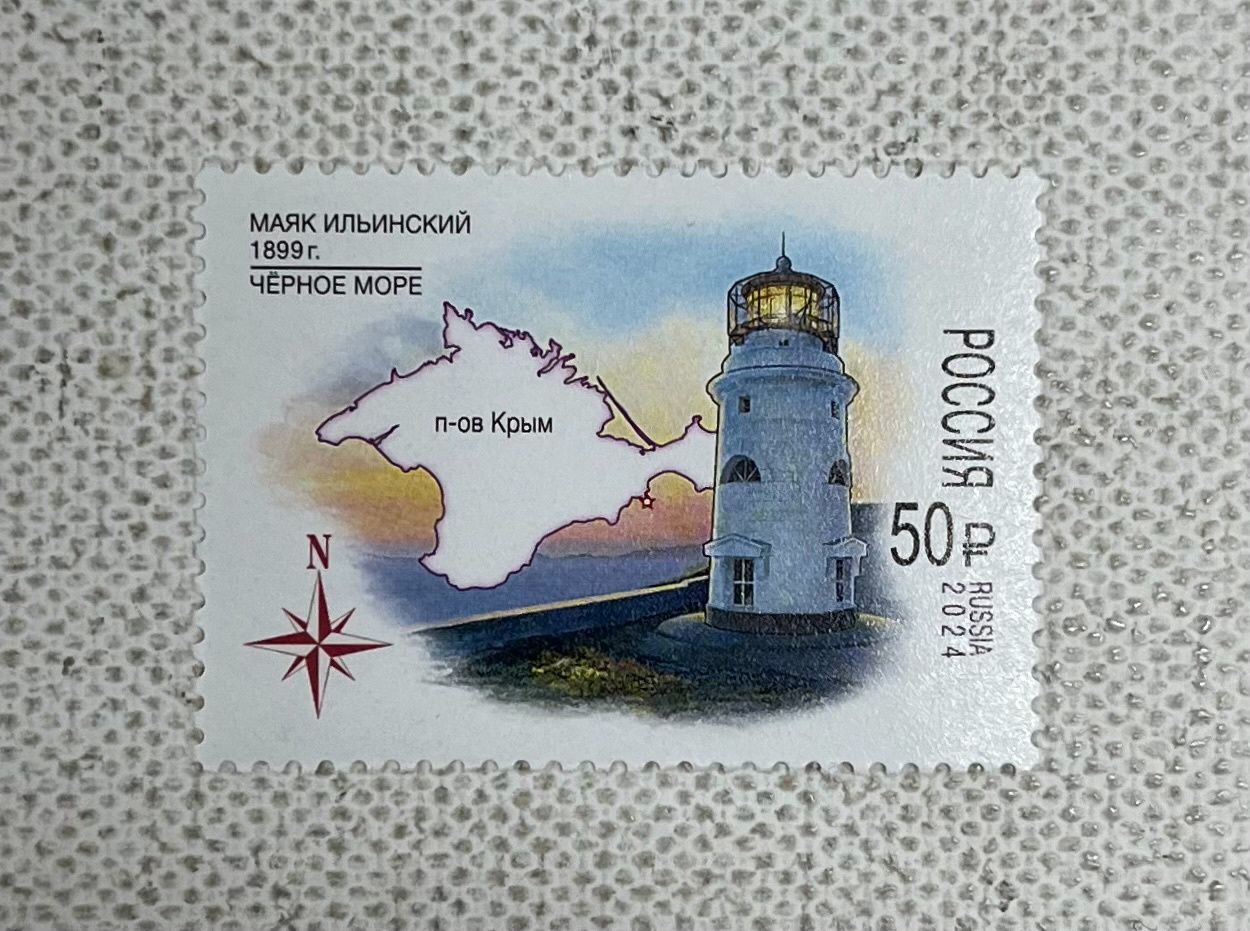 МАЯК ИЛЬИНСКИЙ
1899 г.
ЧЁРНОЕ МОРЕ
п-ов Крым
N
РОССИЯ
50 ₽
RUSSIA
2024